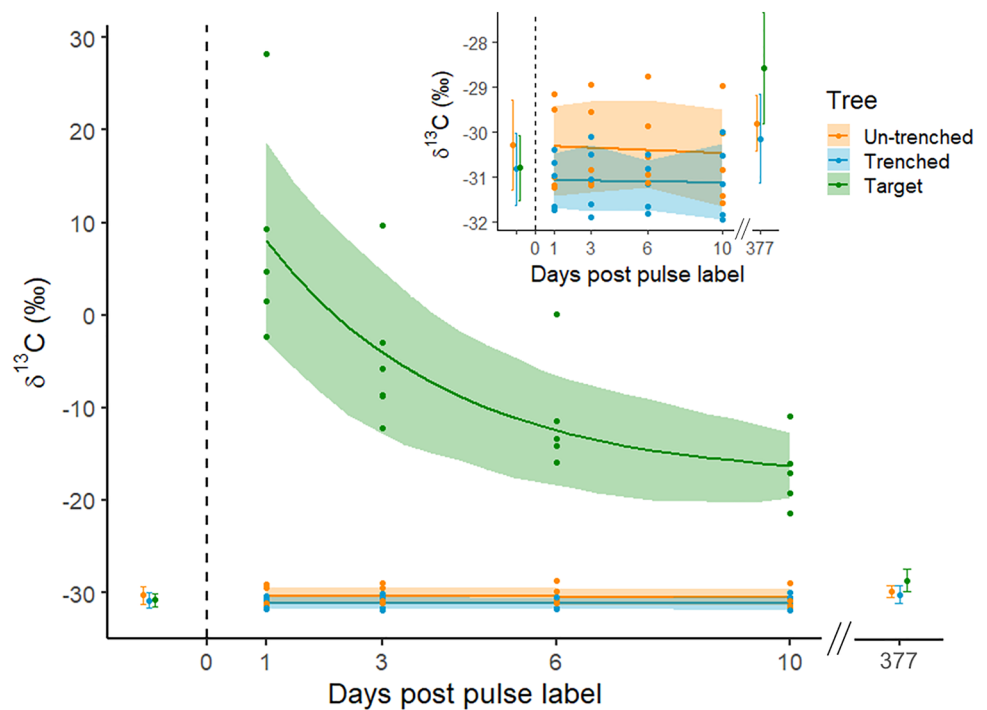 30
20
10
0
-10
-20
-30
δ¹³C (‰)
0 1 3 6 10 // 377
Days post pulse label
-28
-29
-30
-31
-32
δ¹³C (‰)
0 1 3 6 10 // 377
Days post pulse label
Tree
Un-trenched
Trenched
Target